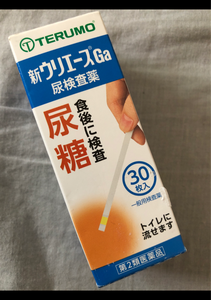 TERUMO
新ウリエースGa
尿検査薬
食後に検査
尿糖
30枚入
一般用検査薬
トイレに
流せます
第2類医薬品